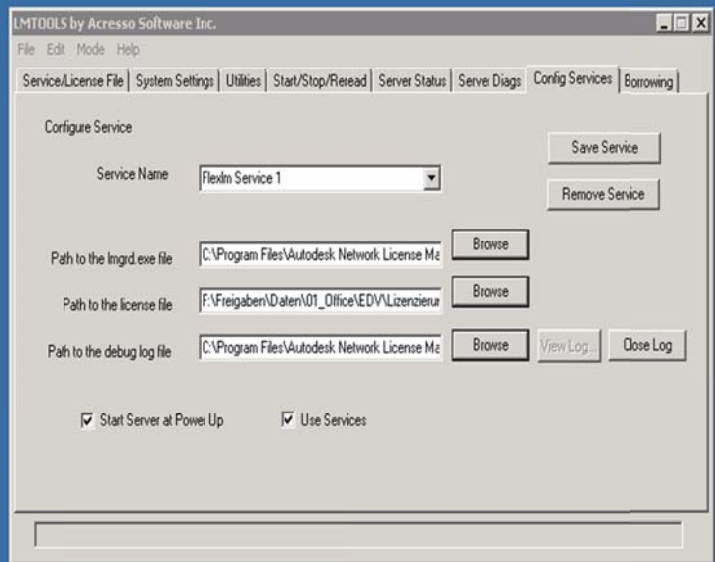 LMTOOLS by Acresso Software Inc.
File Edit Mode Help
Service/License File System Settings Utilities Start/Stop/Reread Server Status Server Diags Config Services Borrowing
Configure Service
Save Service
Service Name Flexlm Service 1
Remove Service
Path to the lmgrd.exe file C:\Program Files\Autodesk Network License Ma Browse
Path to the license file F:\Freigaben\Daten\01_Office\EDV\Lizenzierun Browse
Path to the debug log file C:\Program Files\Autodesk Network License Ma Browse View Log... Close Log
Start Server at Power Up Use Services